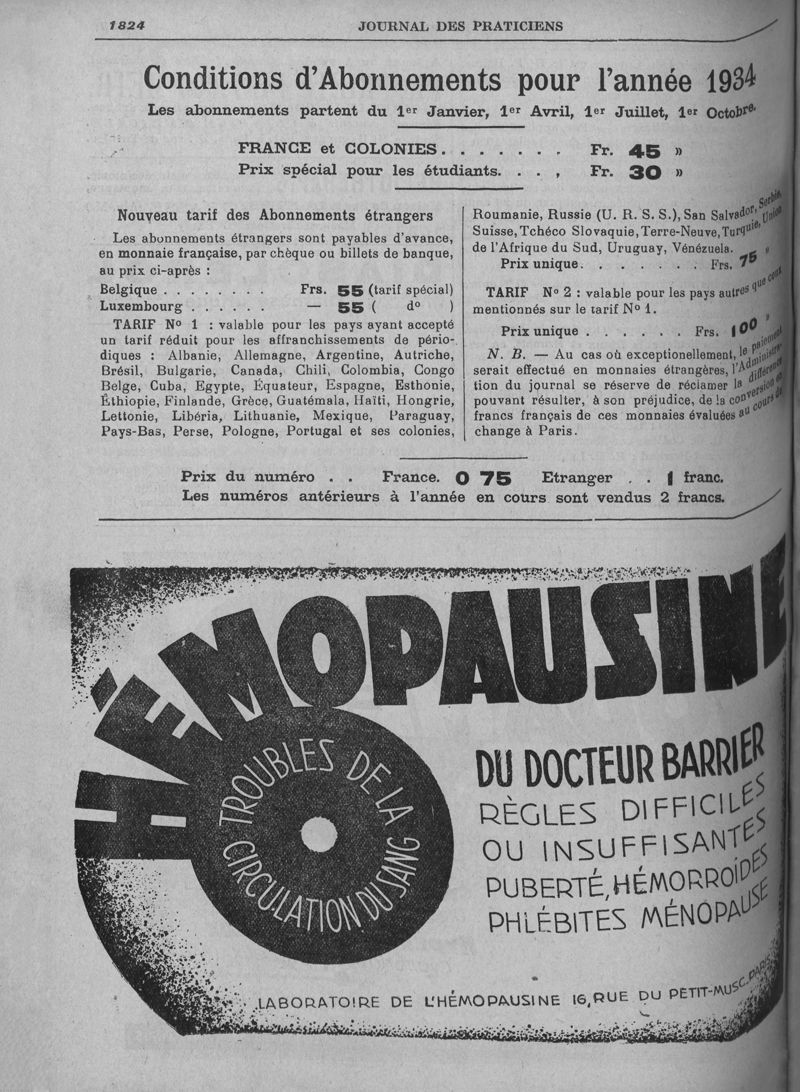 1824
JOURNAL DES PRATICIENS
Conditions d'Abonnements pour l'année 1934
Les abonnements partent du 1er Janvier, 1er Avril, 1er Juillet, 1er Octobre.
FRANCE et COLONIES. . . . . . . . Fr. 45 »
Prix spécial pour les étudiants. . . , Fr. 30 »
Nouveau tarif des Abonnements étrangers
Les abonnements étrangers sont payables d'avance,
en monnaie française, par chèque ou billets de banque,
au prix ci-après :
Belgique . . . . . . . . Frs. 55 (tarif spécial)
Luxembourg . . . . . . — 55 ( do )
TARIF No 1 : valable pour les pays ayant accepté
un tarif réduit pour les affranchissements de pério-
diques : Albanie, Allemagne, Argentine, Autriche,
Brésil, Bulgarie, Canada, Chili, Colombia, Congo
Belge, Cuba, Egypte, Équateur, Espagne, Esthonie,
Éthiopie, Finlande, Grèce, Guatémala, Haïti, Hongrie,
Lettonie, Libéria, Lithuanie, Mexique, Paraguay,
Pays-Bas, Perse, Pologne, Portugal et ses colonies,
Roumanie, Russie (U. R. S. S.), San Salvador, Serbie,
Suisse, Tchéco Slovaquie, Terre-Neuve, Turquie, Union
de l'Afrique du Sud, Uruguay, Vénézuela.
Prix unique. . . . . . . : Frs. 75 »
TARIF No 2 : valable pour les pays autres que ceux
mentionnés sur le tarif No 1.
Prix unique . . . . . . Frs. 100 »
N. B. — Au cas où exceptionnellement, le paiement
serait effectué en monnaies étrangères, l'Administra-
tion du journal se réserve de réclamer la différence
pouvant résulter, à son préjudice, de la conversion en
francs français de ces monnaies évaluées au cours de
change à Paris.
Prix du numéro . . France. 0 75 Etranger . . 1 franc.
Les numéros antérieurs à l'année en cours sont vendus 2 francs.
HÉMOPAUSINE
TROUBLES DE LA
CIRCULATION DU SANG
DU DOCTEUR BARRIER
RÈGLES DIFFICILES
OU INSUFFISANTES
PUBERTÉ, HÉMORROIDES
PHLÉBITES MÉNOPAUSE
LABORATOIRE DE L'HÉMOPAUSINE 16, RUE DU PETIT-MUSC. PARIS